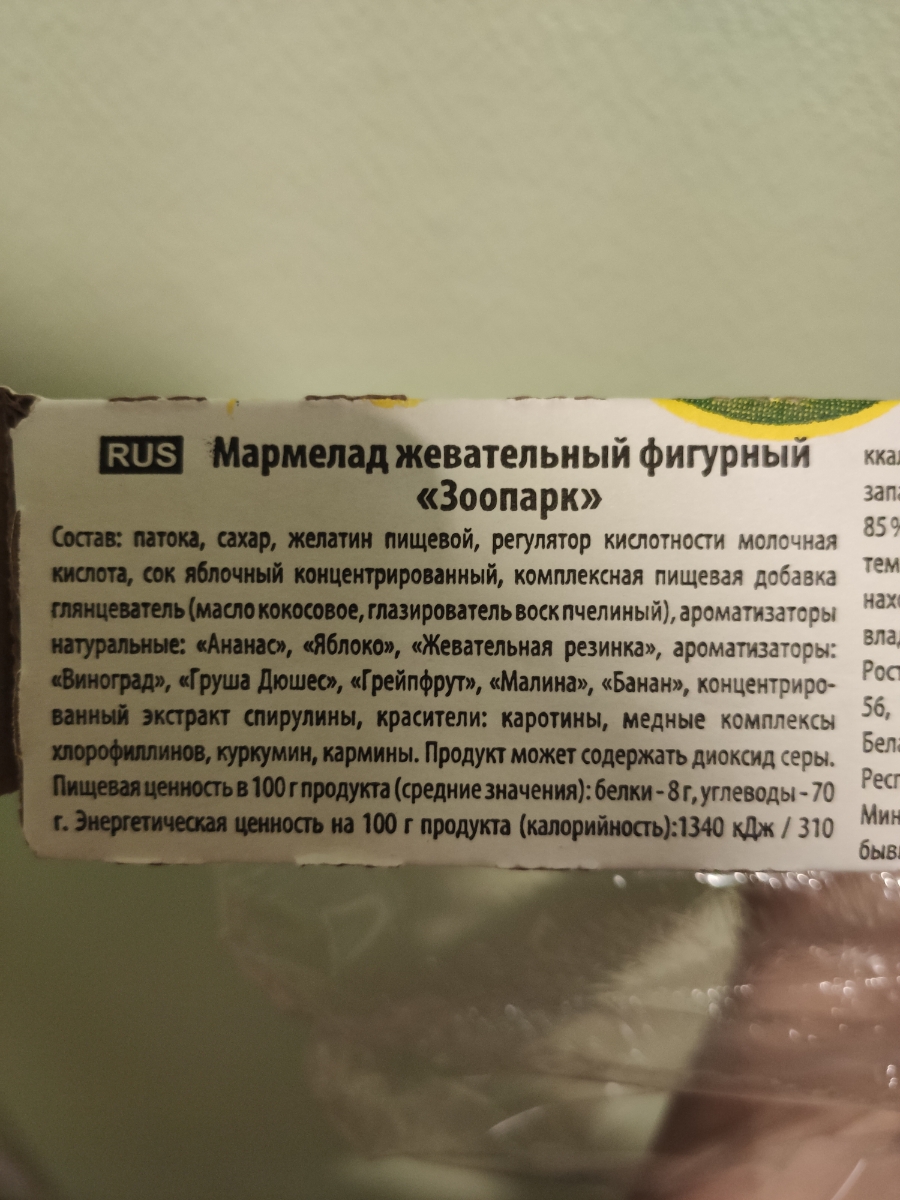 RUS Мармелад жевательный фигурный
«Зоопарк»
Состав: патока, сахар, желатин пищевой, регулятор кислотности молочная
кислота, сок яблочный концентрированный, комплексная пищевая добавка
глянцеватель (масло кокосовое, глазирователь воск пчелиный), ароматизаторы
натуральные: «Ананас», «Яблоко», «Жевательная резинка», ароматизаторы:
«Виноград», «Груша Дюшес», «Грейпфрут», «Малина», «Банан», концентриро-
ванный экстракт спирулины, красители: каротины, медные комплексы
хлорофиллинов, куркумин, кармины. Продукт может содержать диоксид серы.
Пищевая ценность в 100 г продукта (средние значения): белки - 8 г, углеводы - 70
г. Энергетическая ценность на 100 г продукта (калорийность):1340 кДж / 310
85 %
56,